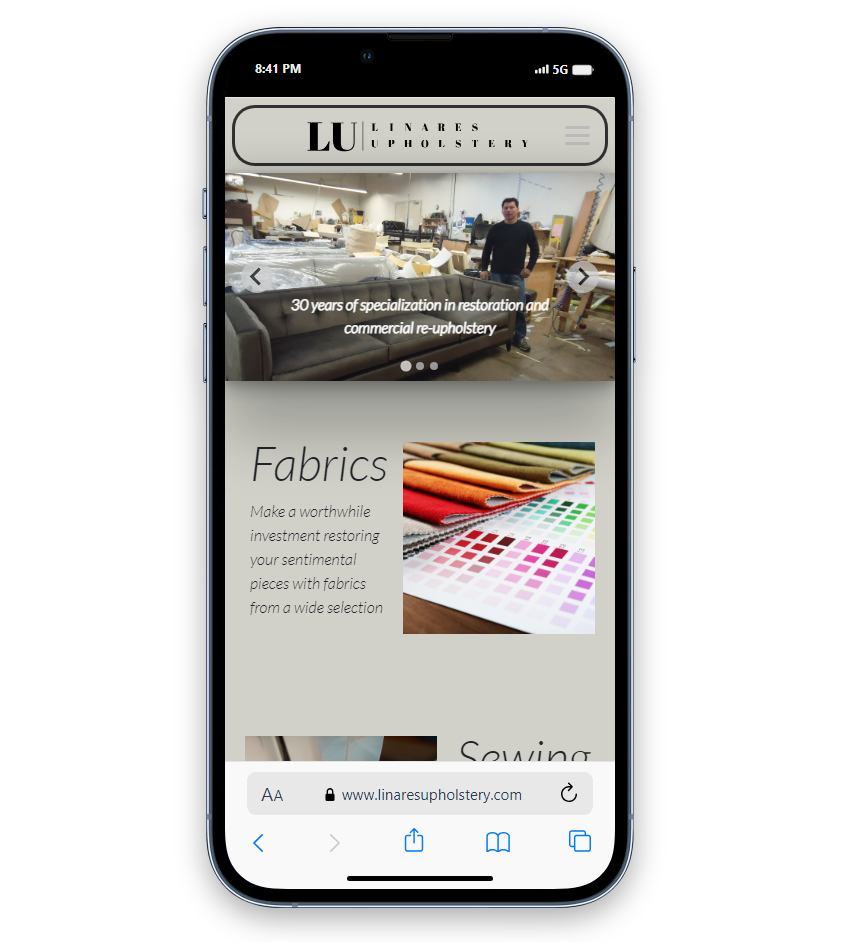 8:41 PM
5G
LU
LINARES
UPHOLSTERY
30 years of specialization in restoration and
commercial re-upholstery
Fabrics
Make a worthwhile
investment restoring
your sentimental
pieces with fabrics
from a wide selection
Sewing
AA
www.linaresupholstery.com